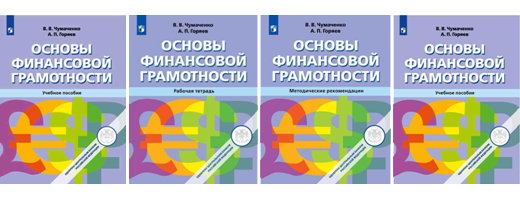 В. В. Чумаченко
А. П. Горяев
ОСНОВЫ
ФИНАНСОВОЙ
ГРАМОТНОСТИ
Учебное пособие
В. В. Чумаченко
А. П. Горяев
ОСНОВЫ
ФИНАНСОВОЙ
ГРАМОТНОСТИ
Рабочая тетрадь
В. В. Чумаченко
А. П. Горяев
ОСНОВЫ
ФИНАНСОВОЙ
ГРАМОТНОСТИ
Методические рекомендации
В. В. Чумаченко
А. П. Горяев
ОСНОВЫ
ФИНАНСОВОЙ
ГРАМОТНОСТИ
Учебное пособие